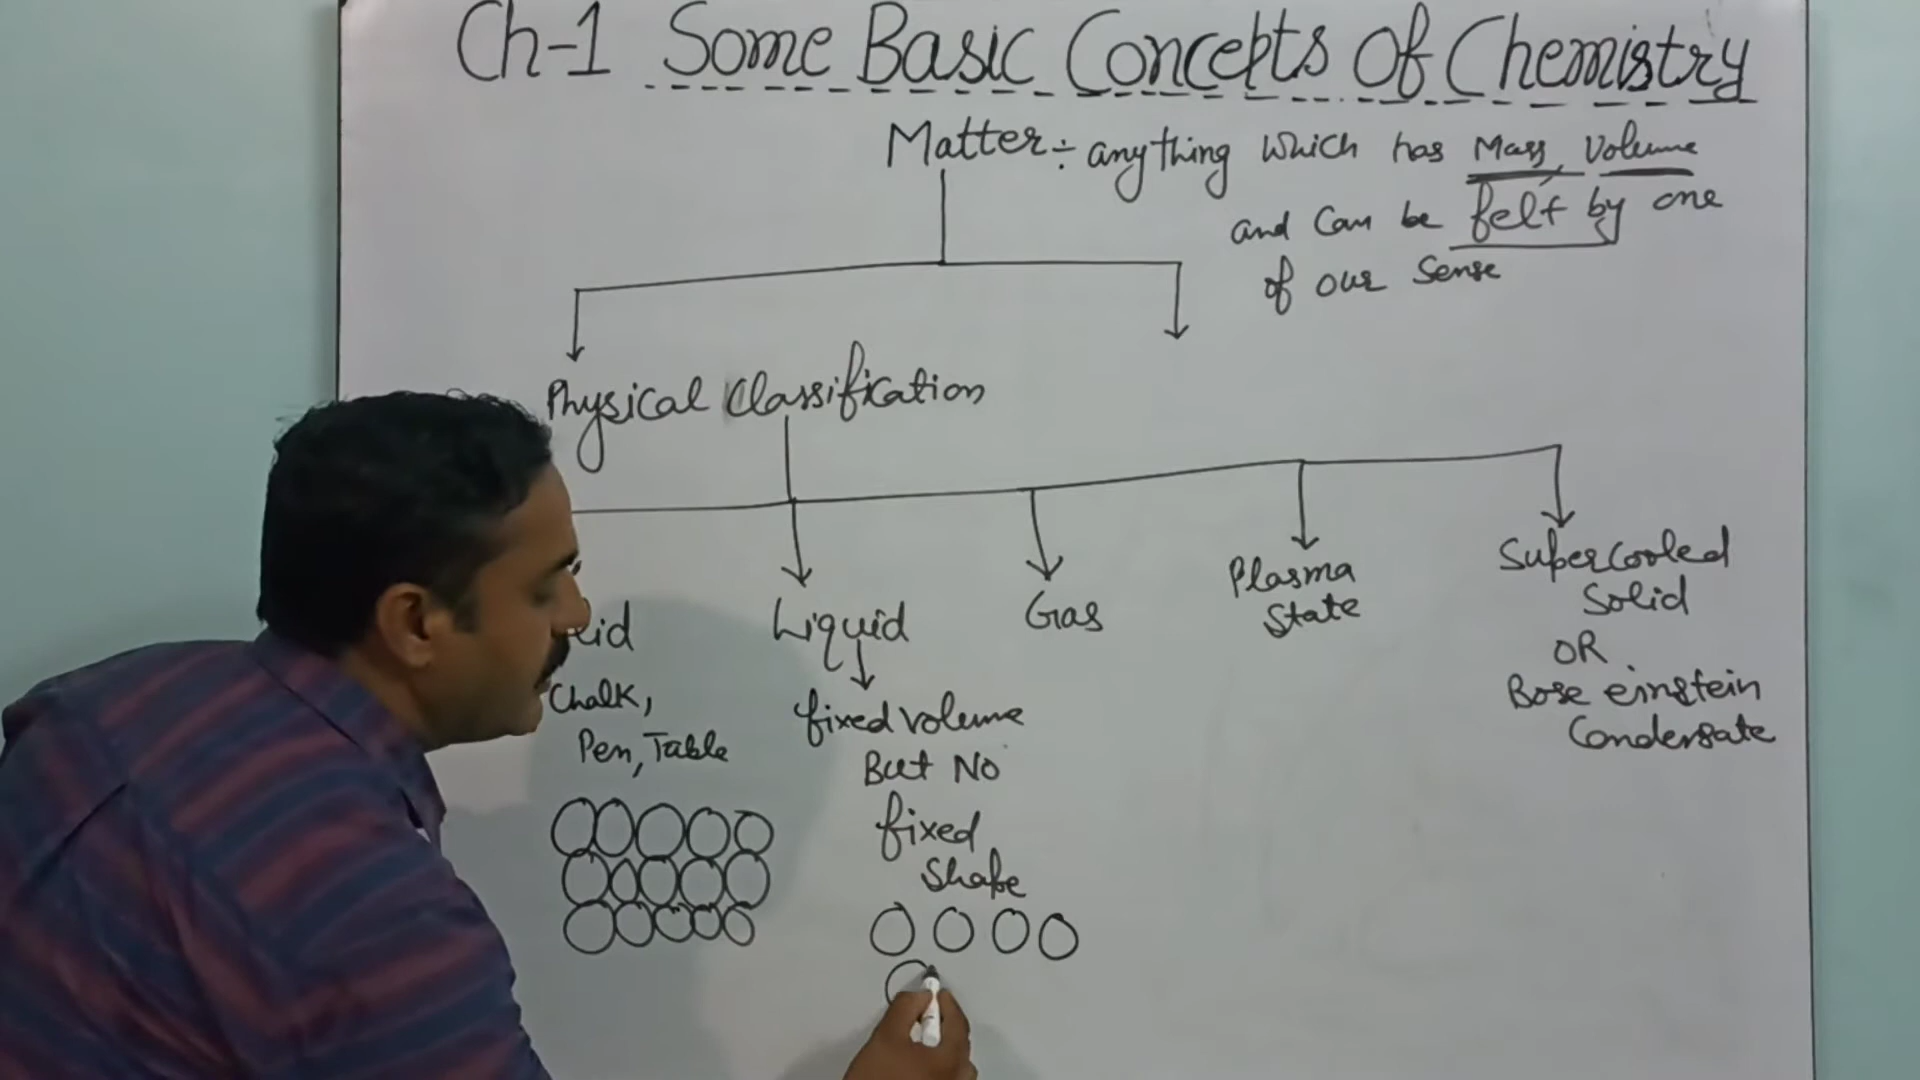 Ch-1 Some Basic Concepts Of Chemistry
Matter÷ anything which has Mass, Volume
and Can be felt by one
of our Sense
Physical Classification
Liquid
Gas
Plasma
State
Supercooled
Solid
OR
Bose einstein
Condensate
Chalk,
Pen, Table
fixed volume
But No
fixed
Shape